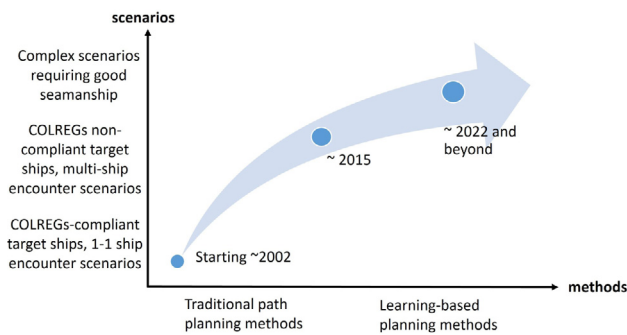 scenarios
Complex scenarios
requiring good
seamanship
COLREGs non-
compliant target
ships, multi-ship
encounter scenarios
COLREGs-compliant
target ships, 1-1 ship
encounter scenarios
~ 2022 and
beyond
~ 2015
Starting ~2002
methods
Traditional path
planning methods
Learning-based
planning methods